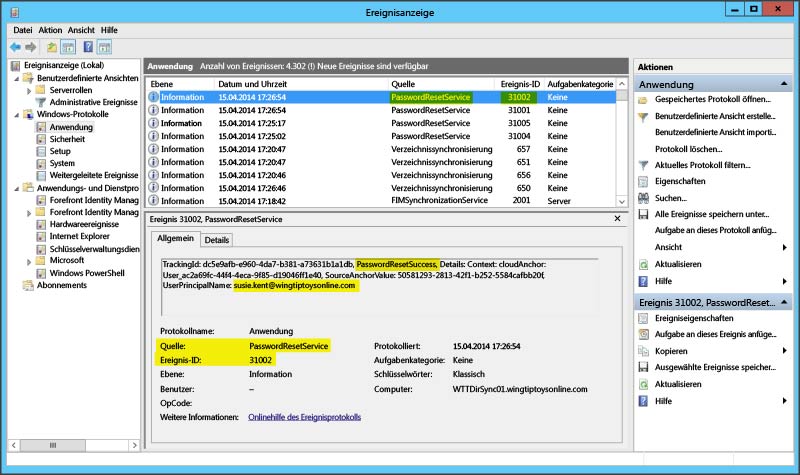 Ereignisanzeige
Datei Aktion Ansicht Hilfe
Ereignisanzeige (Lokal)
Benutzerdefinierte Ansichten
Serverrollen
Administrative Ereignisse
Windows-Protokolle
Anwendung
Sicherheit
Setup
System
Weitergeleitete Ereignisse
Anwendungs- und Dienstpro
Forefront Identity Manag
Forefront Identity Manag
Hardwareereignisse
Internet Explorer
Schlüsselverwaltungsdien
Microsoft
Windows PowerShell
Abonnements
Anwendung Anzahl von Ereignissen: 4.302 (!) Neue Ereignisse sind verfügbar
Ebene Datum und Uhrzeit Quelle Ereignis-ID Aufgabenkategorie
Information 15.04.2014 17:26:54 PasswordResetService 31002 Keine
Information 15.04.2014 17:26:54 PasswordResetService 31001 Keine
Information 15.04.2014 17:25:17 PasswordResetService 31005 Keine
Information 15.04.2014 17:25:02 PasswordResetService 31004 Keine
Information 15.04.2014 17:20:47 Verzeichnissynchronisierung 657 Keine
Information 15.04.2014 17:20:47 Verzeichnissynchronisierung 651 Keine
Information 15.04.2014 17:20:47 Verzeichnissynchronisierung 656 Keine
Information 15.04.2014 17:26:46 Verzeichnissynchronisierung 650 Keine
Information 15.04.2014 17:18:42 FIMSynchronizationService 2001 Server
Ereignis 31002, PasswordResetService
Allgemein Details
TrackingId: dc5e9afb-e960-4da7-b381-a73631b1a1db, PasswordResetSuccess, Details: Context: cloudAnchor:
User_ac2a69fc-44f4-4eca-9f85-d19046ff1e40, SourceAnchorValue: 50581293-2813-42f1-b252-5584cafbb20f,
UserPrincipalName: susie.kent@wingtiptoysonline.com
Protokollname: Anwendung
Quelle: PasswordResetService Protokolliert: 15.04.2014 17:26:54
Ereignis-ID: 31002 Aufgabenkategorie: Keine
Ebene: Information Schlüsselwörter: Klassisch
Benutzer: -- Computer: WTTDirSync01.wingtiptoysonline.com
OpCode:
Weitere Informationen: Onlinehilfe des Ereignisprotokolls
Aktionen
Anwendung
Gespeichertes Protokoll öffnen...
Benutzerdefinierte Ansicht erstelle...
Benutzerdefinierte Ansicht importi...
Protokoll löschen...
Aktuelles Protokoll filtern...
Eigenschaften
Suchen...
Alle Ereignisse speichern unter...
Aufgabe an dieses Protokoll anfüg...
Ansicht
Aktualisieren
Hilfe
Ereignis 31002, PasswordReset...
Ereigniseigenschaften
Aufgabe an dieses Ereignis anfüge...
Kopieren
Ausgewählte Ereignisse speicher...
Aktualisieren
Hilfe